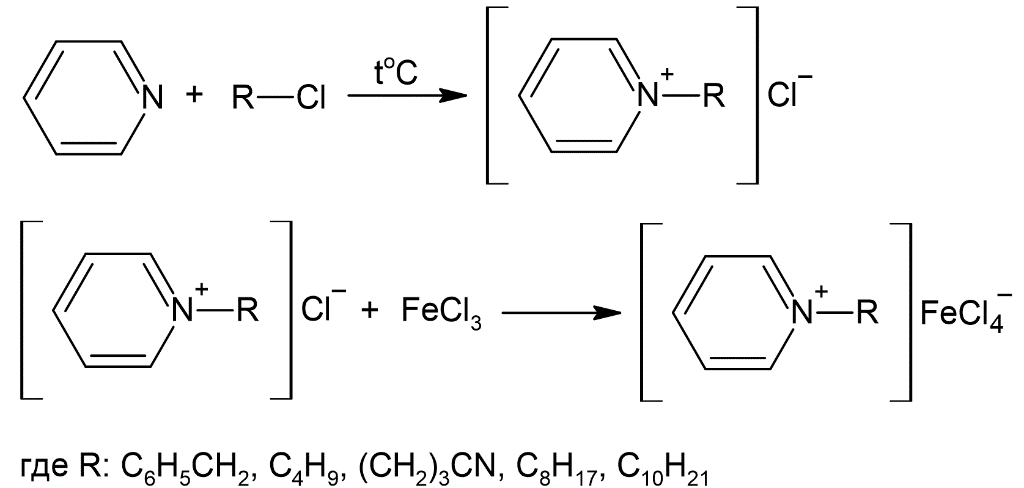 N + R—Cl t°C N⁺—R Cl⁻
N⁺—R Cl⁻ + FeCl₃ N⁺—R FeCl₄⁻
где R: C₆H₅CH₂, C₄H₉, (CH₂)₃CN, C₈H₁₇, C₁₀H₂₁